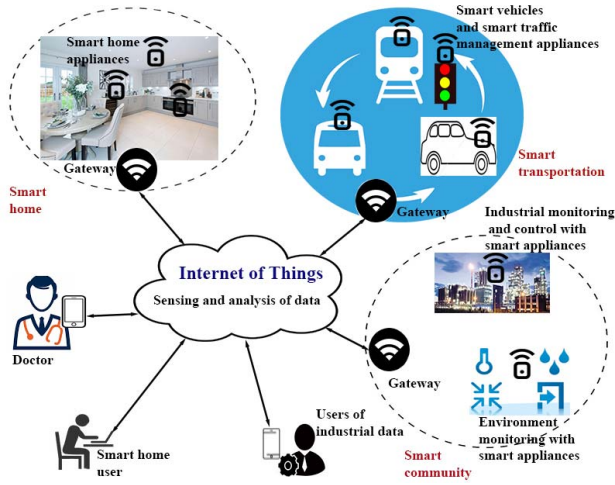 Smart home
appliances
Gateway
Smart
home
Smart vehicles
and smart traffic
management appliances
Smart
transportation
Gateway
Industrial monitoring
and control with
smart appliances
Internet of Things
Sensing and analysis of data
Doctor
Gateway
Smart home
user
Users of
industrial data
Environment
monitoring with
smart appliances
Smart
community